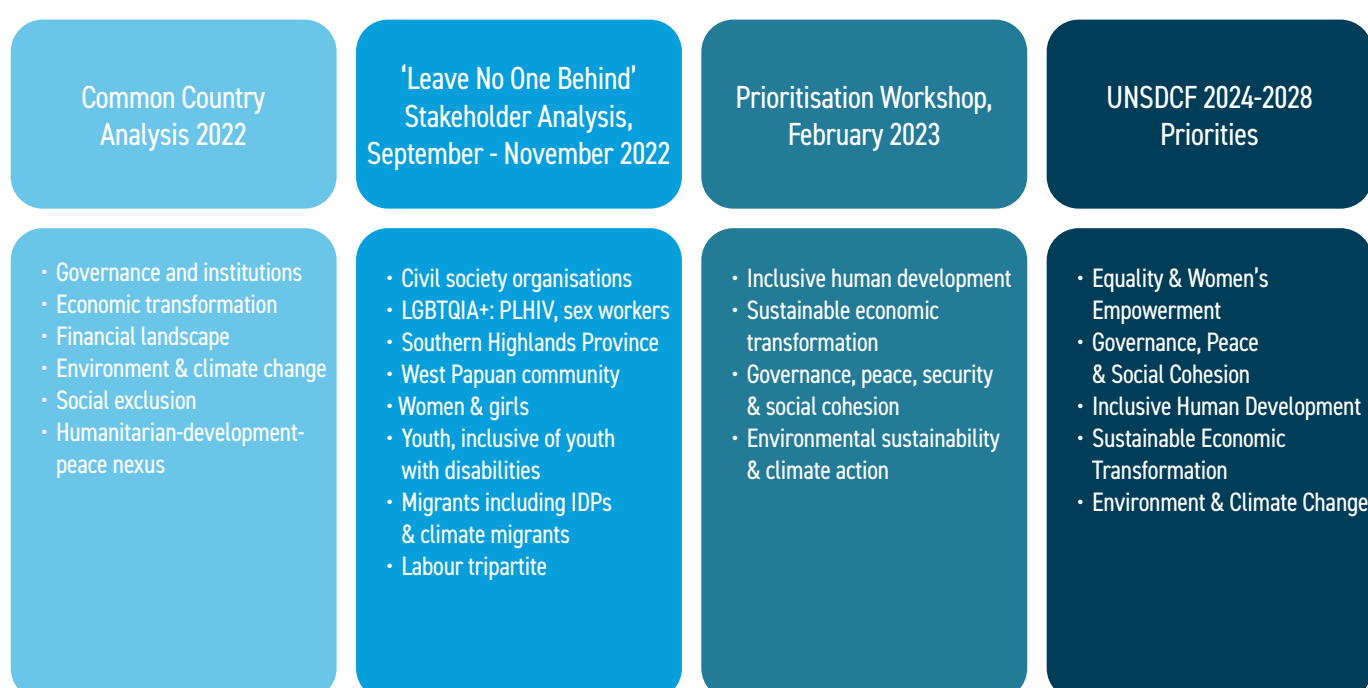 Common Country
Analysis 2022
‘Leave No One Behind’
Stakeholder Analysis,
September - November 2022
Prioritisation Workshop,
February 2023
UNSDCF 2024-2028
Priorities
· Governance and institutions
· Economic transformation
· Financial landscape
· Environment & climate change
· Social exclusion
· Humanitarian-development-
peace nexus
· Civil society organisations
· LGBTQIA+: PLHIV, sex workers
· Southern Highlands Province
· West Papuan community
· Women & girls
· Youth, inclusive of youth
with disabilities
· Migrants including IDPs
& climate migrants
· Labour tripartite
· Inclusive human development
· Sustainable economic
transformation
· Governance, peace, security
& social cohesion
· Environmental sustainability
& climate action
· Equality & Women’s
Empowerment
· Governance, Peace
& Social Cohesion
· Inclusive Human Development
· Sustainable Economic
Transformation
· Environment & Climate Change